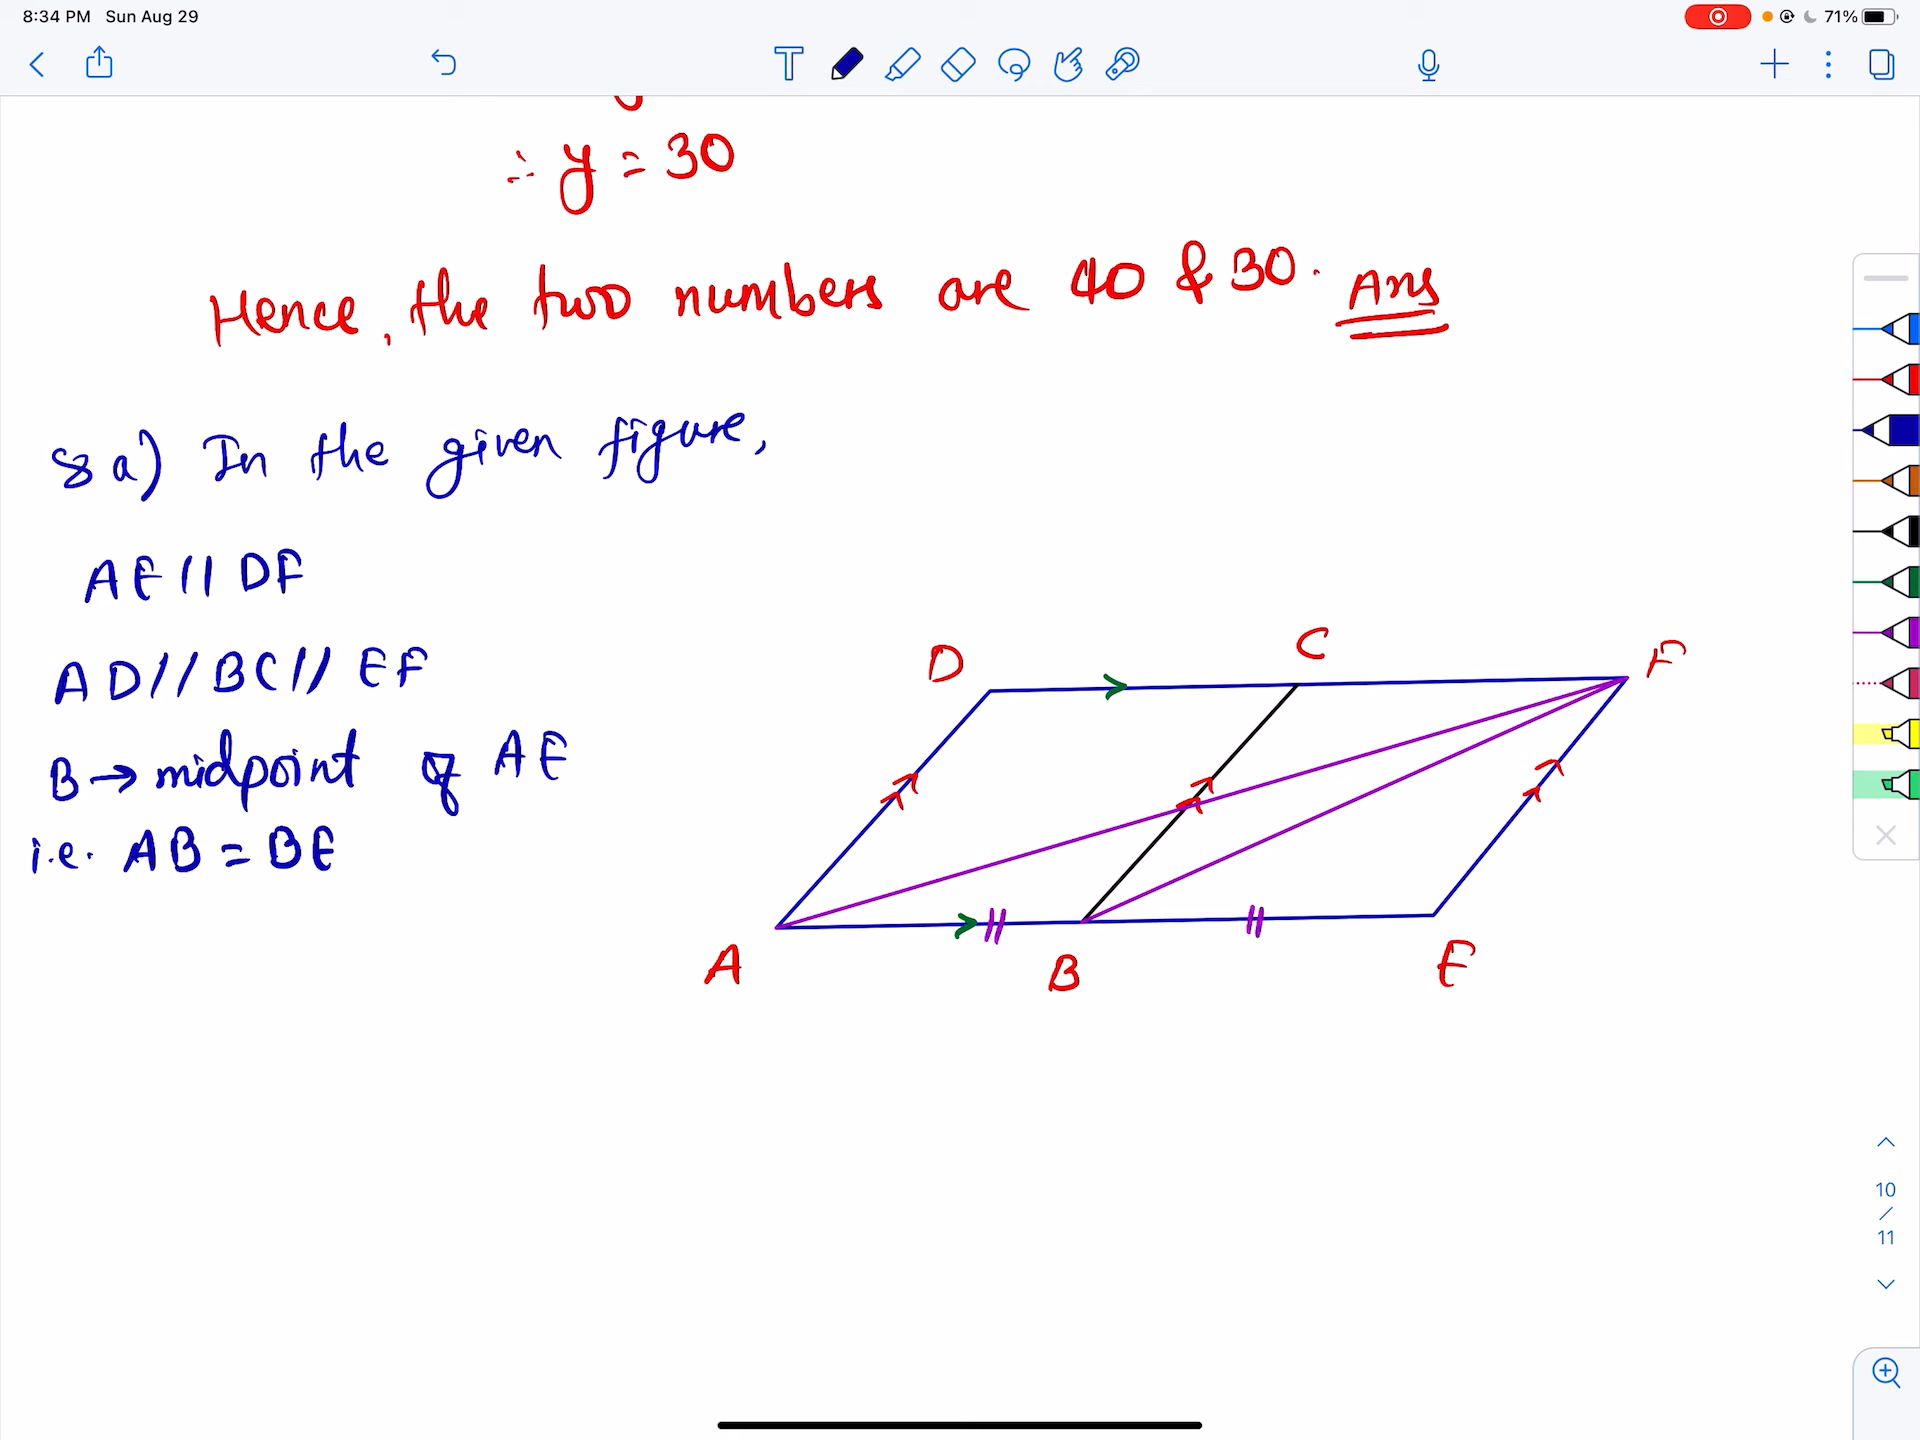 8:34 PM Sun Aug 29
71%
T
∴ y = 30
Hence, the two numbers are 40 & 30. Ans
8 a) In the given figure,
AE // DF
AD // BC // EF
B → midpoint of AE
i.e. AB = BE
D C F
A B E
10
/
11